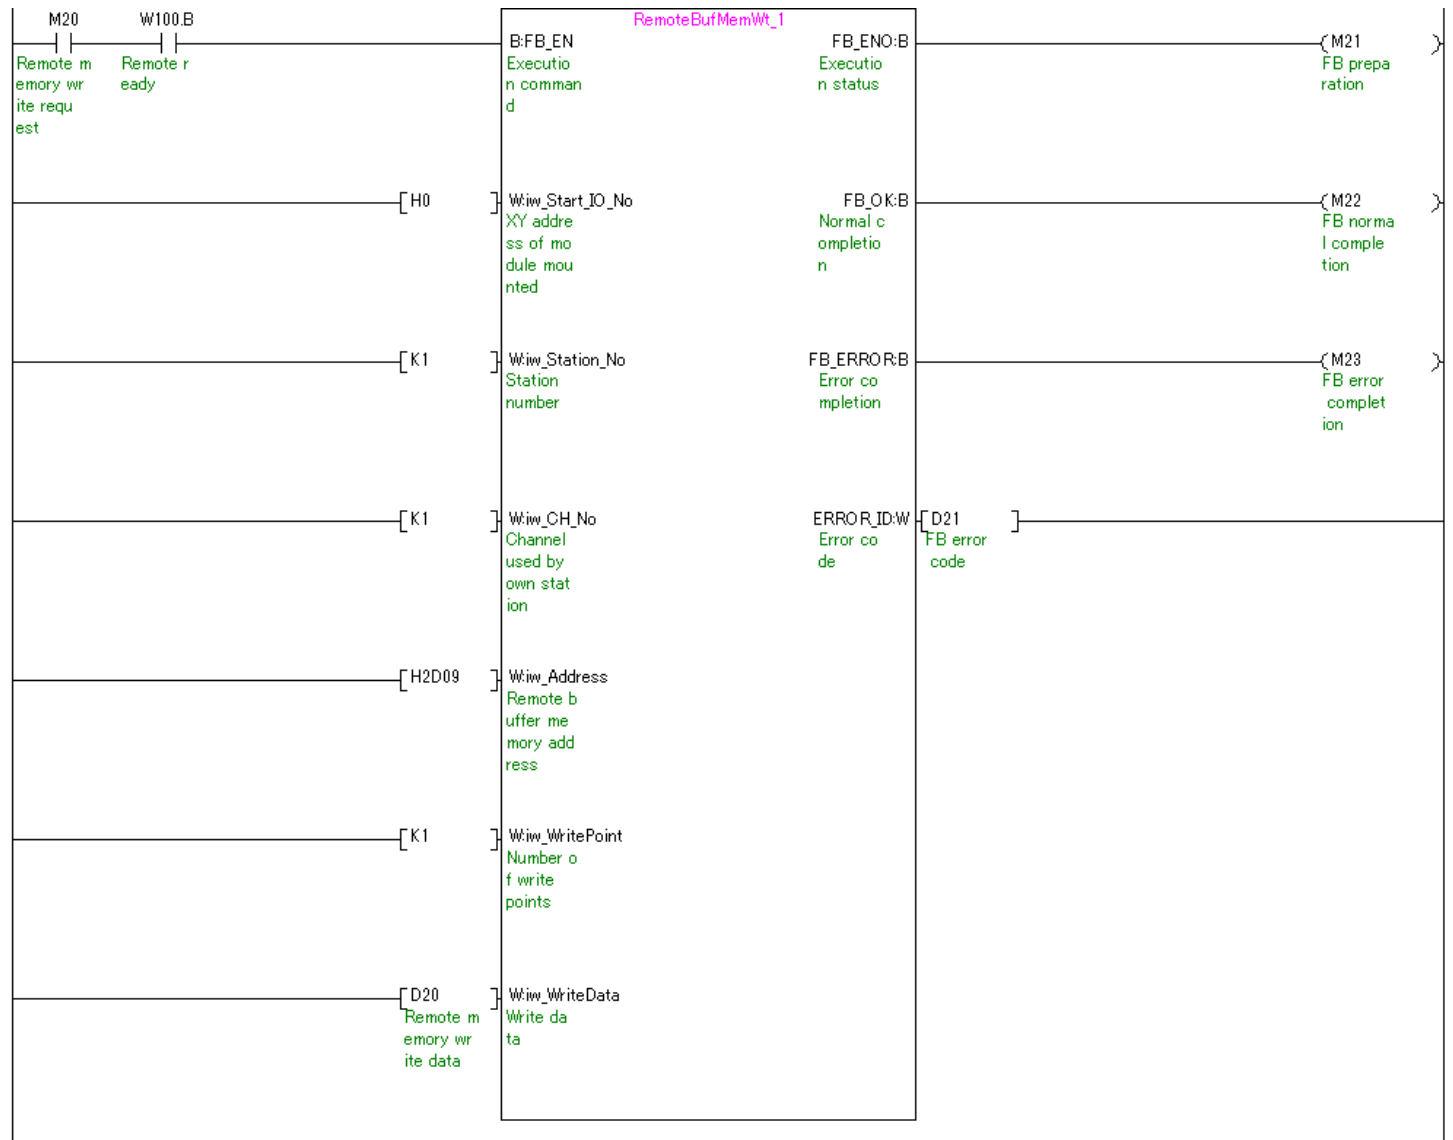 M20 W100.B RemoteBufMemWt_1
B:FB_EN FB_ENO:B M21
Remote m Remote r Executio Executio FB prepa
emory wr eady n comman n status ration
ite requ d
est
H0 W:iw_Start_IO_No FB_OK:B M22
XY addre Normal c FB norma
ss of mo ompletio l comple
dule mou n tion
nted
K1 W:iw_Station_No FB_ERROR:B M23
Station Error co FB error
number mpletion complet
ion
K1 W:iw_CH_No ERROR_ID:W D21
Channel Error co FB error
used by de code
own stat
ion
H2D09 W:iw_Address
Remote b
uffer me
mory add
ress
K1 W:iw_WritePoint
Number o
f write
points
D20 W:iw_WriteData
Remote m Write da
emory wr ta
ite data